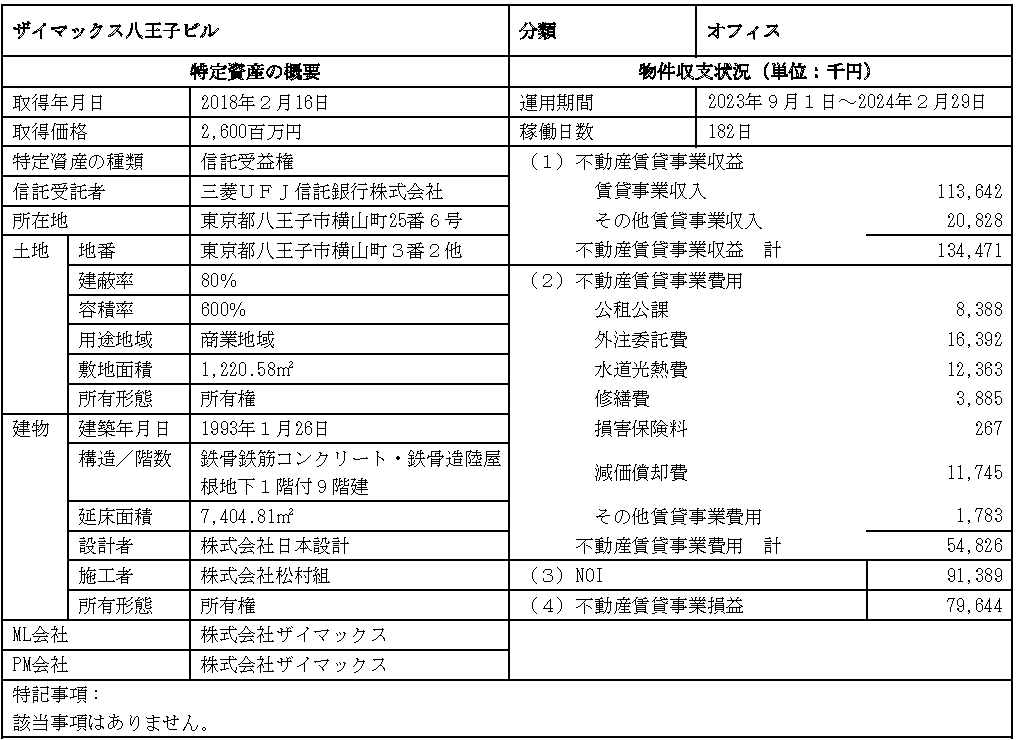 ザイマックス八王子ビル 分類 オフィス
特定資産の概要 物件収支状況（単位：千円）
取得年月日 2018年２月16日 運用期間 2023年９月１日～2024年２月29日
取得価格 2,600百万円 稼働日数 182日
特定資産の種類 信託受益権 （１）不動産賃貸事業収益
信託受託者 三菱ＵＦＪ信託銀行株式会社 賃貸事業収入 113,642
所在地 東京都八王子市横山町25番６号 その他賃貸事業収入 20,828
土地 地番 東京都八王子市横山町３番２他 不動産賃貸事業収益　計 134,471
建蔽率 80% （２）不動産賃貸事業費用
容積率 600% 公租公課 8,388
用途地域 商業地域 外注委託費 16,392
敷地面積 1,220.58㎡ 水道光熱費 12,363
所有形態 所有権 修繕費 3,885
建物 建築年月日 1993年１月26日 損害保険料 267
構造／階数 鉄骨鉄筋コンクリート・鉄骨造陸屋
根地下１階付９階建 減価償却費 11,745
延床面積 7,404.81㎡ その他賃貸事業費用 1,783
設計者 株式会社日本設計 不動産賃貸事業費用　計 54,826
施工者 株式会社松村組 （３）NOI 91,389
所有形態 所有権 （４）不動産賃貸事業損益 79,644
ML会社 株式会社ザイマックス
PM会社 株式会社ザイマックス
特記事項：
該当事項はありません。